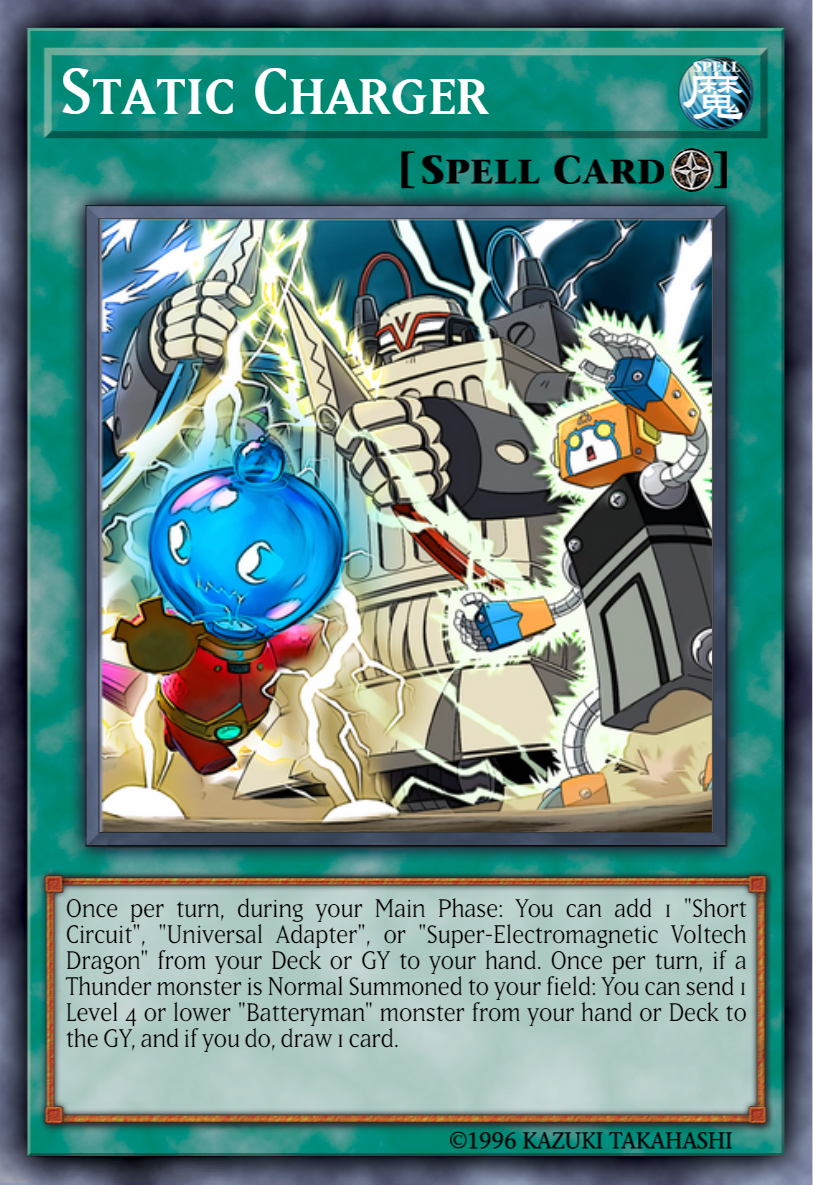 STATIC CHARGER
SPELL
魔
[SPELL CARD]
Once per turn, during your Main Phase: You can add 1 "Short
Circuit", "Universal Adapter", or "Super-Electromagnetic Voltech
Dragon" from your Deck or GY to your hand. Once per turn, if a
Thunder monster is Normal Summoned to your field: You can send 1
Level 4 or lower "Batteryman" monster from your hand or Deck to
the GY, and if you do, draw 1 card.
©1996 KAZUKI TAKAHASHI